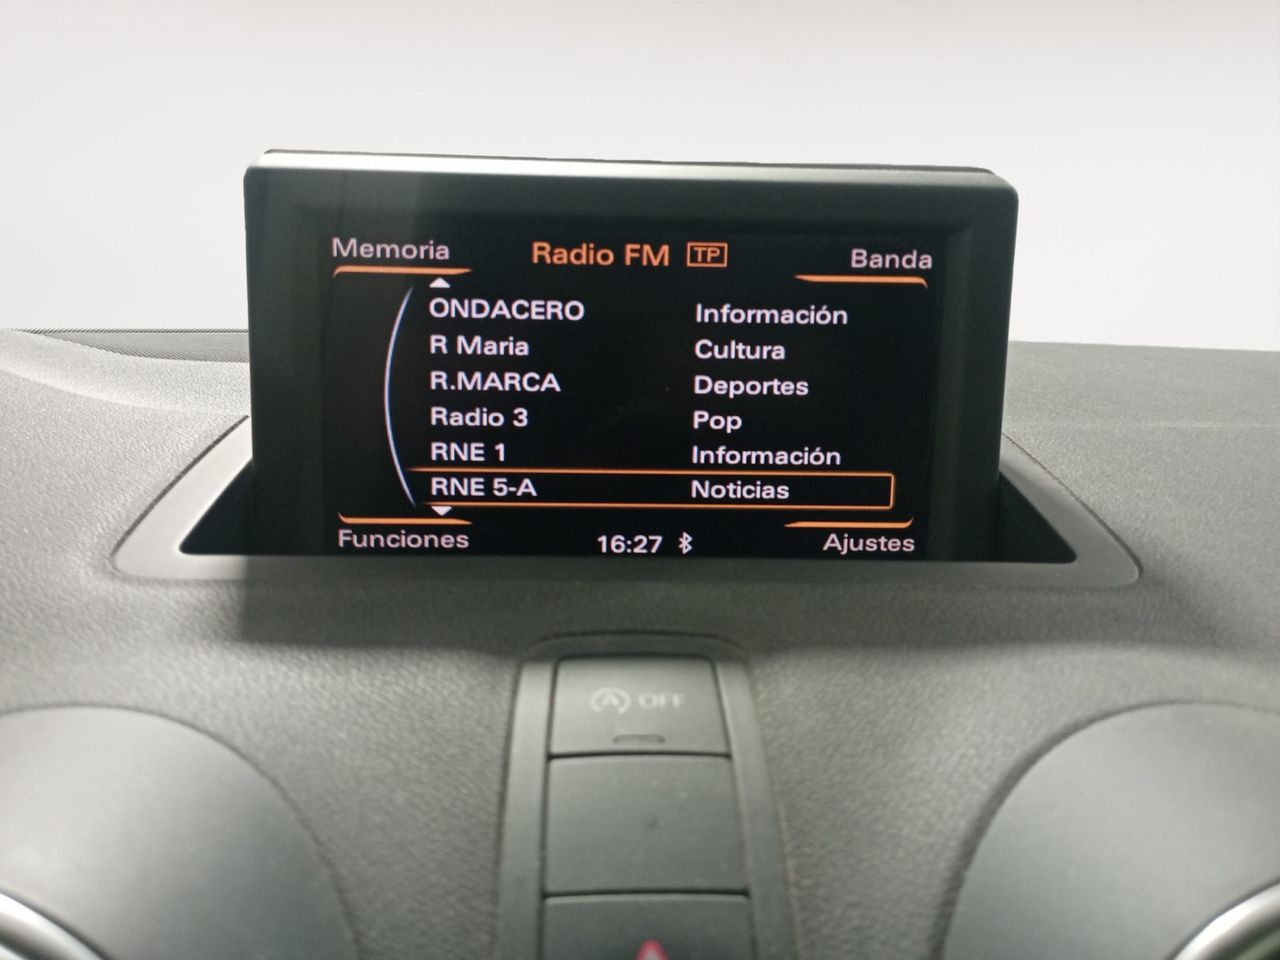 Memoria Radio FM TP Banda
ONDACERO Información
R Maria Cultura
R.MARCA Deportes
Radio 3 Pop
RNE 1 Información
RNE 5-A Noticias
Funciones 16:27 Ajustes
A OFF